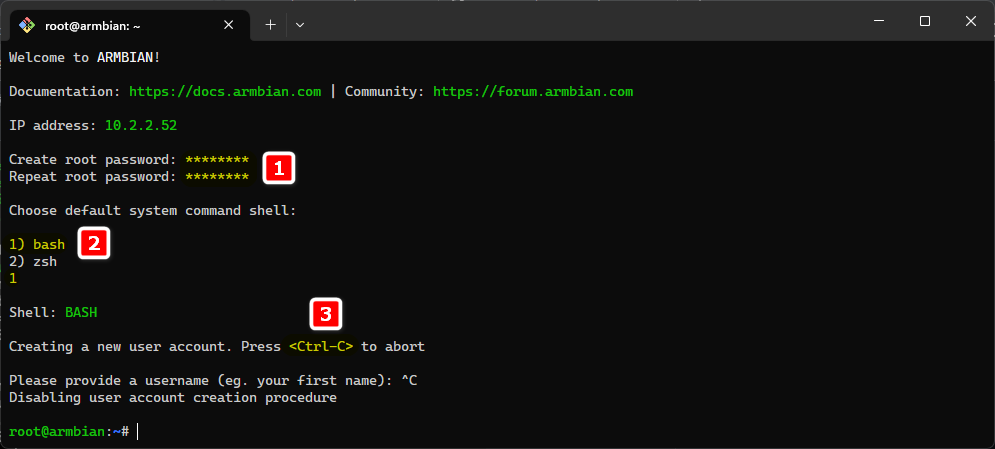 root@armbian: ~
Welcome to ARMBIAN!
Documentation: https://docs.armbian.com | Community: https://forum.armbian.com
IP address: 10.2.2.52
Create root password: ********
Repeat root password: ********
1
Choose default system command shell:
1) bash
2
2) zsh
1
Shell: BASH
3
Creating a new user account. Press <Ctrl-C> to abort
Please provide a username (eg. your first name): ^C
Disabling user account creation procedure
root@armbian:~#